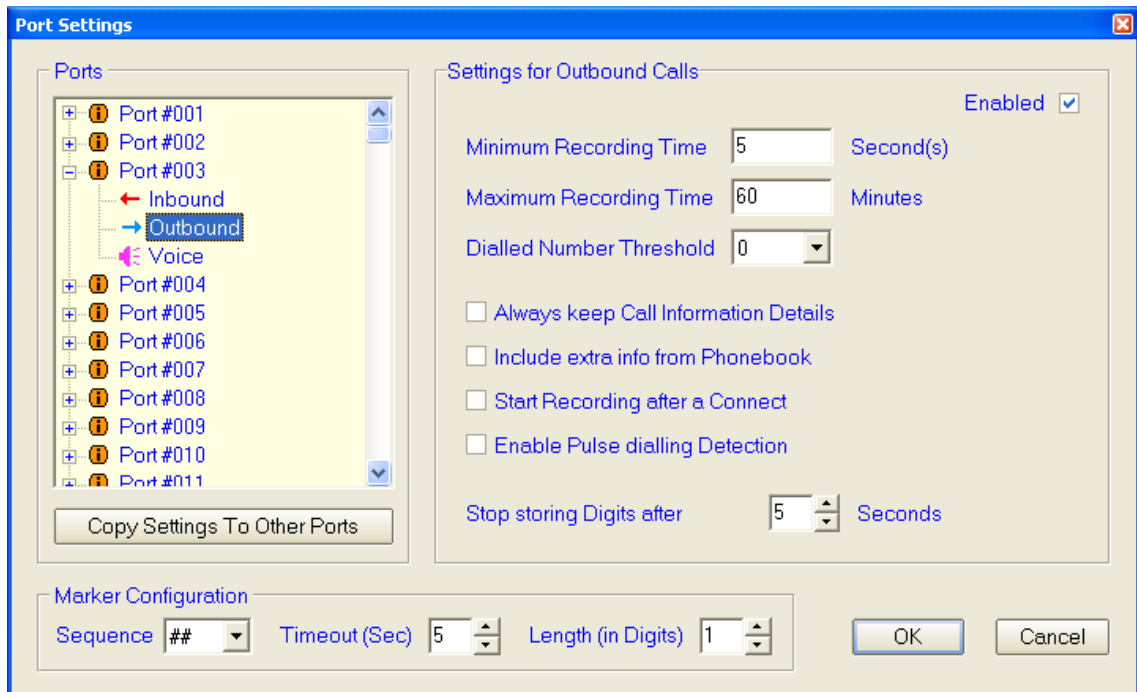 Port Settings
Ports
Port #001
Port #002
Port #003
Inbound
Outbound
Voice
Port #004
Port #005
Port #006
Port #007
Port #008
Port #009
Port #010
Port #011
Copy Settings To Other Ports
Settings for Outbound Calls
Enabled
Minimum Recording Time 5 Second(s)
Maximum Recording Time 60 Minutes
Dialled Number Threshold 0
Always keep Call Information Details
Include extra info from Phonebook
Start Recording after a Connect
Enable Pulse dialling Detection
Stop storing Digits after 5 Seconds
Marker Configuration
Sequence ## Timeout (Sec) 5 Length (in Digits) 1
OK Cancel